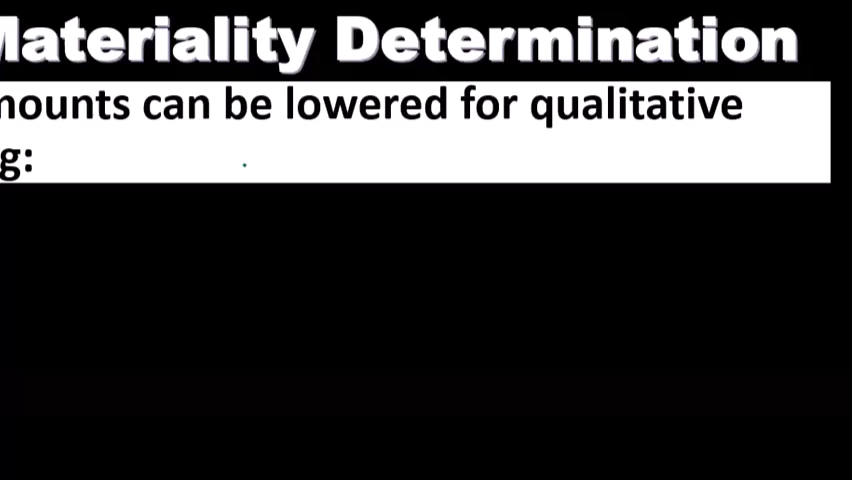 Materiality Determination
mounts can be lowered for qualitative
g: